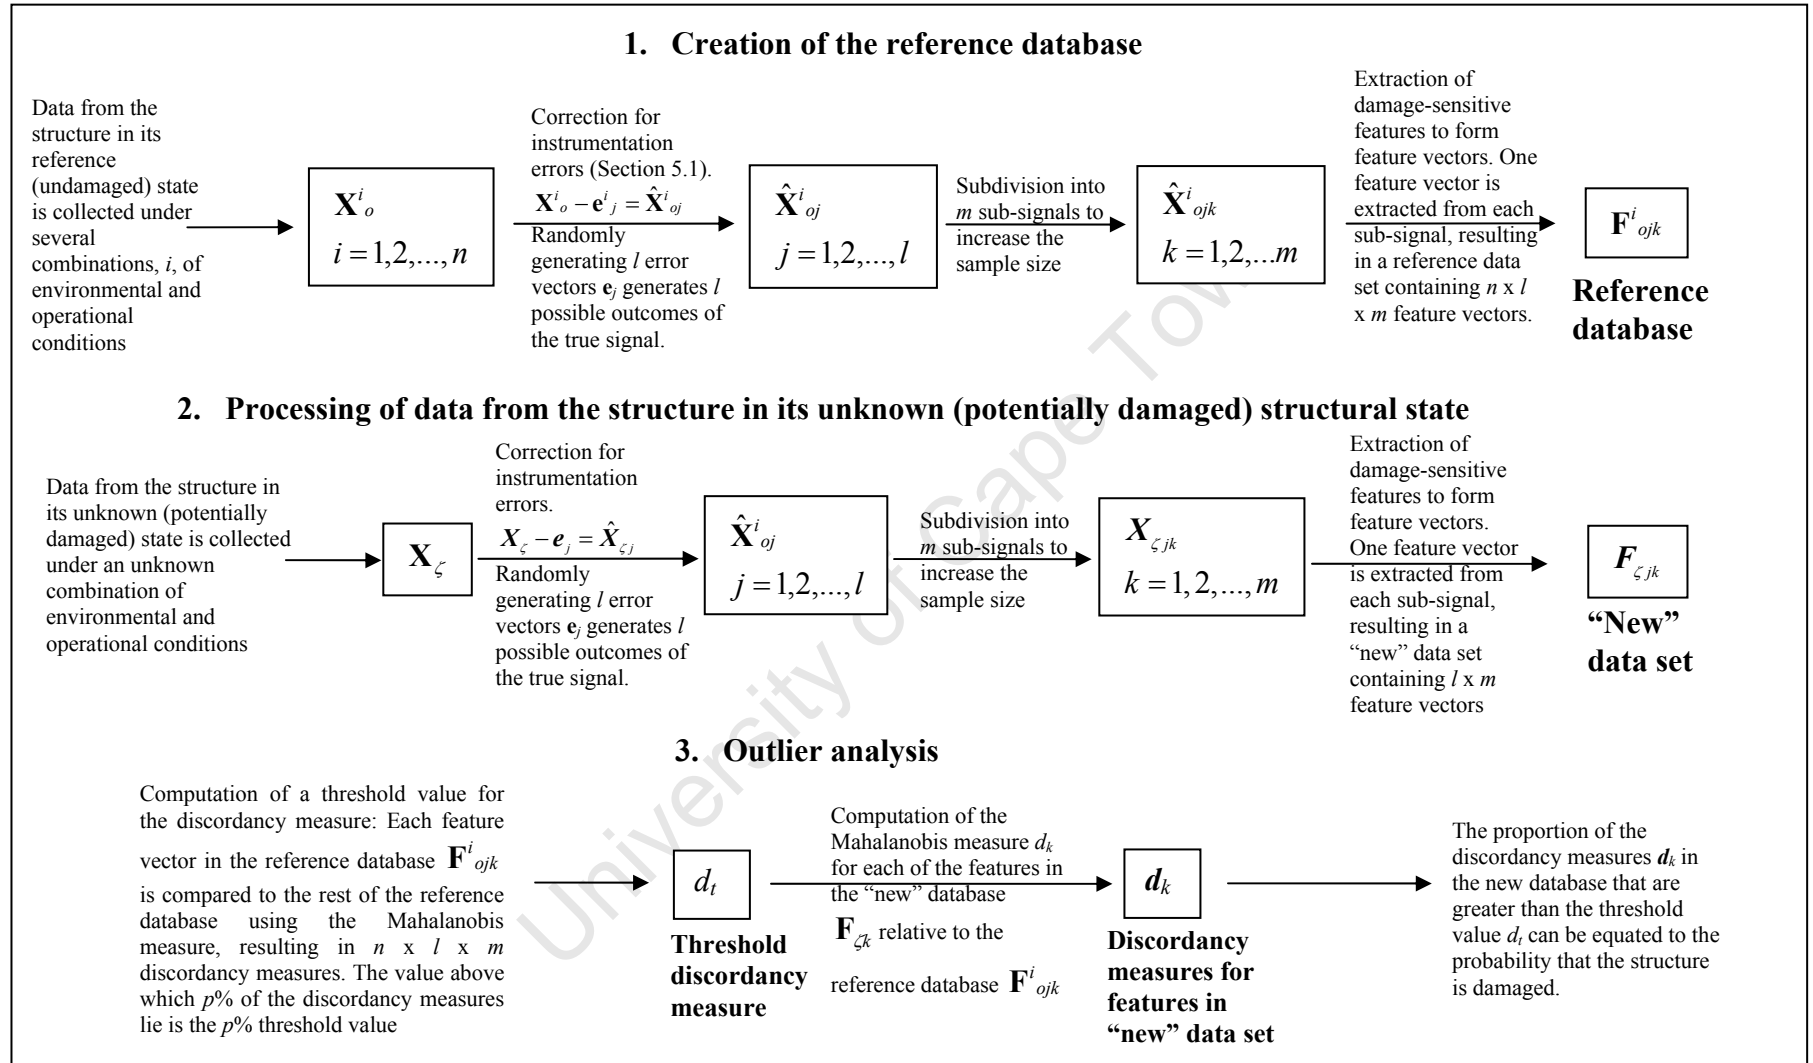 1. Creation of the reference database
Data from the
structure in its
reference
(undamaged) state
is collected under
several
combinations, i, of
environmental and
operational
conditions
X^i_o
i = 1,2,...,n
Correction for
instrumentation
errors (Section 5.1).
X^i_o − e^i_j = X̂^i_oj
Randomly
generating l error
vectors e_j generates l
possible outcomes of
the true signal.
X̂^i_oj
j = 1,2,...,l
Subdivision into
m sub-signals to
increase the
sample size
X̂^i_ojk
k = 1,2,...m
Extraction of
damage-sensitive
features to form
feature vectors. One
feature vector is
extracted from each
sub-signal, resulting
in a reference data
set containing n x l
x m feature vectors.
F^i_ojk
Reference
database
2. Processing of data from the structure in its unknown (potentially damaged) structural state
Data from the structure in
its unknown (potentially
damaged) state is collected
under an unknown
combination of
environmental and
operational conditions
X_ζ
Correction for
instrumentation
errors.
X_ζ − e_j = X̂_ζj
Randomly
generating l error
vectors e_j generates l
possible outcomes of
the true signal.
X̂^i_oj
j = 1,2,...,l
Subdivision into
m sub-signals to
increase the
sample size
X_ζjk
k = 1,2,...,m
Extraction of
damage-sensitive
features to form
feature vectors.
One feature vector
is extracted from
each sub-signal,
resulting in a
“new” data set
containing l x m
feature vectors
F_ζjk
“New”
data set
3. Outlier analysis
Computation of a threshold value for
the discordancy measure: Each feature
vector in the reference database F^i_ojk
is compared to the rest of the reference
database using the Mahalanobis
measure, resulting in n x l x m
discordancy measures. The value above
which p% of the discordancy measures
lie is the p% threshold value
d_t
Threshold
discordancy
measure
Computation of the
Mahalanobis measure d_k
for each of the features in
the “new” database
F_ζk relative to the
reference database F^i_ojk
d_k
Discordancy
measures for
features in
“new” data set
The proportion of the
discordancy measures d_k in
the new database that are
greater than the threshold
value d_t can be equated to the
probability that the structure
is damaged.
University of Cape Town